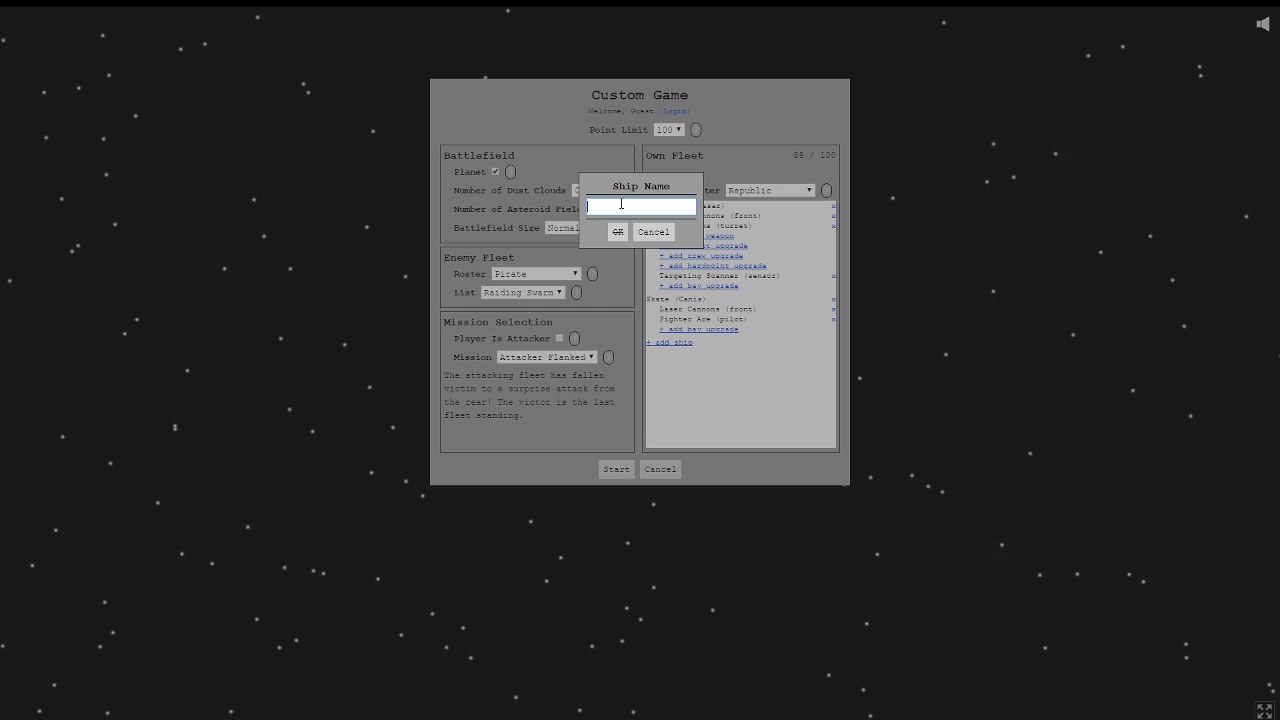 Custom Game
Welcome, Guest (Login)
Point Limit 100
Battlefield
Planet
Number of Dust Clouds
Number of Asteroid
Battlefield Size Normal
Enemy Fleet
Roster Pirate
List Raiding Swarm
Mission Selection
Player Is Attacker
Mission Attacker Flanked
The attacking fleet has fallen
victim to a surprise attack from
the rear! The victor is the last
fleet standing.
Own Fleet 89 / 100
Republic
x
(front) x
(turret) x
weapon
upgrade
+ add crew upgrade
+ add hardpoint upgrade
Targeting Scanner (sensor) x
+ add bay upgrade
Skate (Canis) x
Laser Cannons (front) x
Fighter Ace (pilot) x
+ add bay upgrade
+ add ship
Ship Name
OK Cancel
Start Cancel